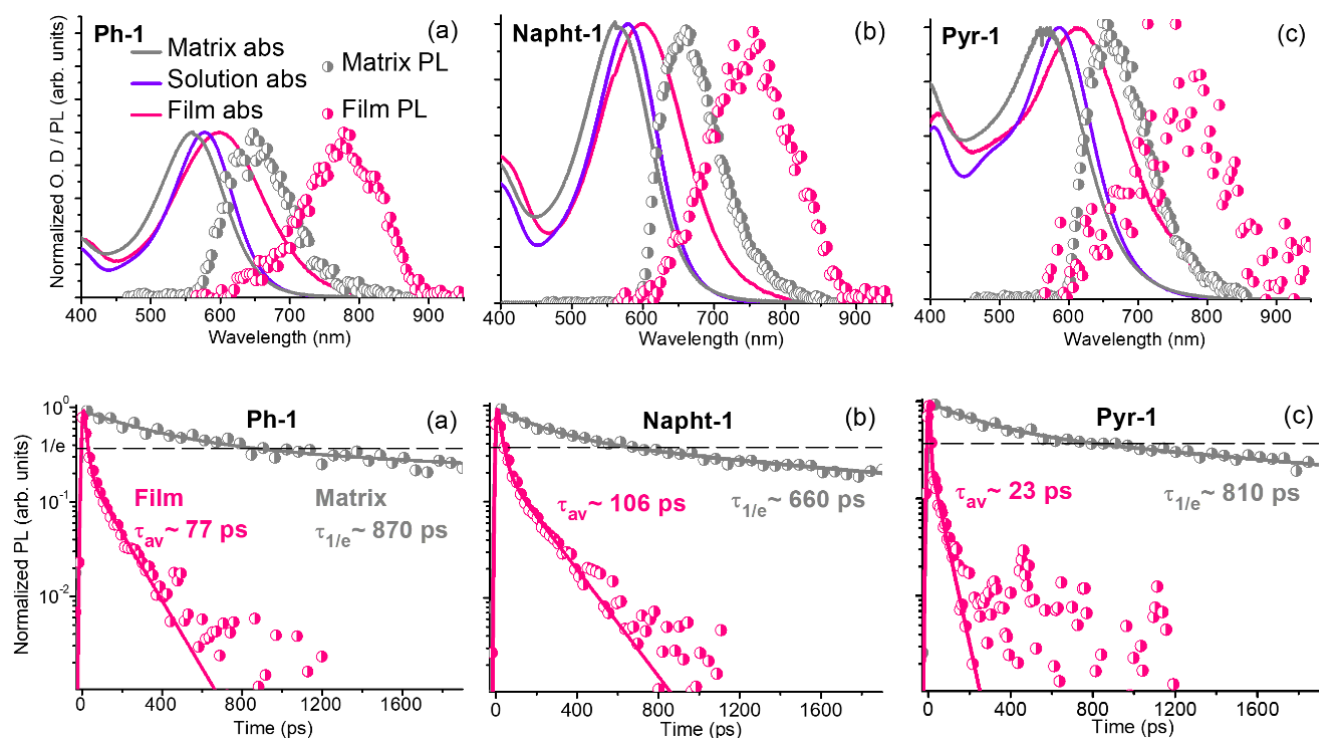 Ph-1
(a)
Matrix abs
Solution abs
Film abs
Matrix PL
Film PL
Normalized O. D / PL (arb. units)
400 500 600 700 800 900
Wavelength (nm)
Napht-1
(b)
400 500 600 700 800 900
Wavelength (nm)
Pyr-1
(c)
400 500 600 700 800 900
Wavelength (nm)
Ph-1
(a)
Normalized PL (arb. units)
10⁰
1/e
10⁻¹
10⁻²
Film
τav~ 77 ps
Matrix
τ1/e~ 870 ps
0 400 800 1200 1600
Time (ps)
Napht-1
(b)
τav~ 106 ps
τ1/e~ 660 ps
0 400 800 1200 1600
Time (ps)
Pyr-1
(c)
τav~ 23 ps
τ1/e~ 810 ps
0 400 800 1200 1600
Time (ps)